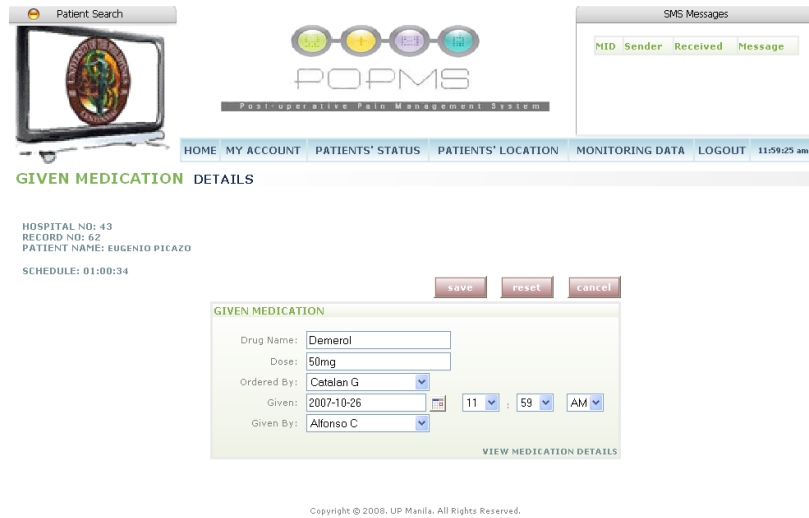 Patient Search
SMS Messages
MID Sender Received Message
POPMS
Post-operative Pain Management System
HOME MY ACCOUNT PATIENTS' STATUS PATIENTS' LOCATION MONITORING DATA LOGOUT 11:59:25 am
GIVEN MEDICATION DETAILS
HOSPITAL NO: 43
RECORD NO: 62
PATIENT NAME: EUGENIO PICAZO
SCHEDULE: 01:00:34
save reset cancel
GIVEN MEDICATION
Drug Name: Demerol
Dose: 50mg
Ordered By: Catalan G
Given: 2007-10-26 11 : 59 AM
Given By: Alfonso C
VIEW MEDICATION DETAILS
Copyright @ 2008. UP Manila. All Rights Reserved.